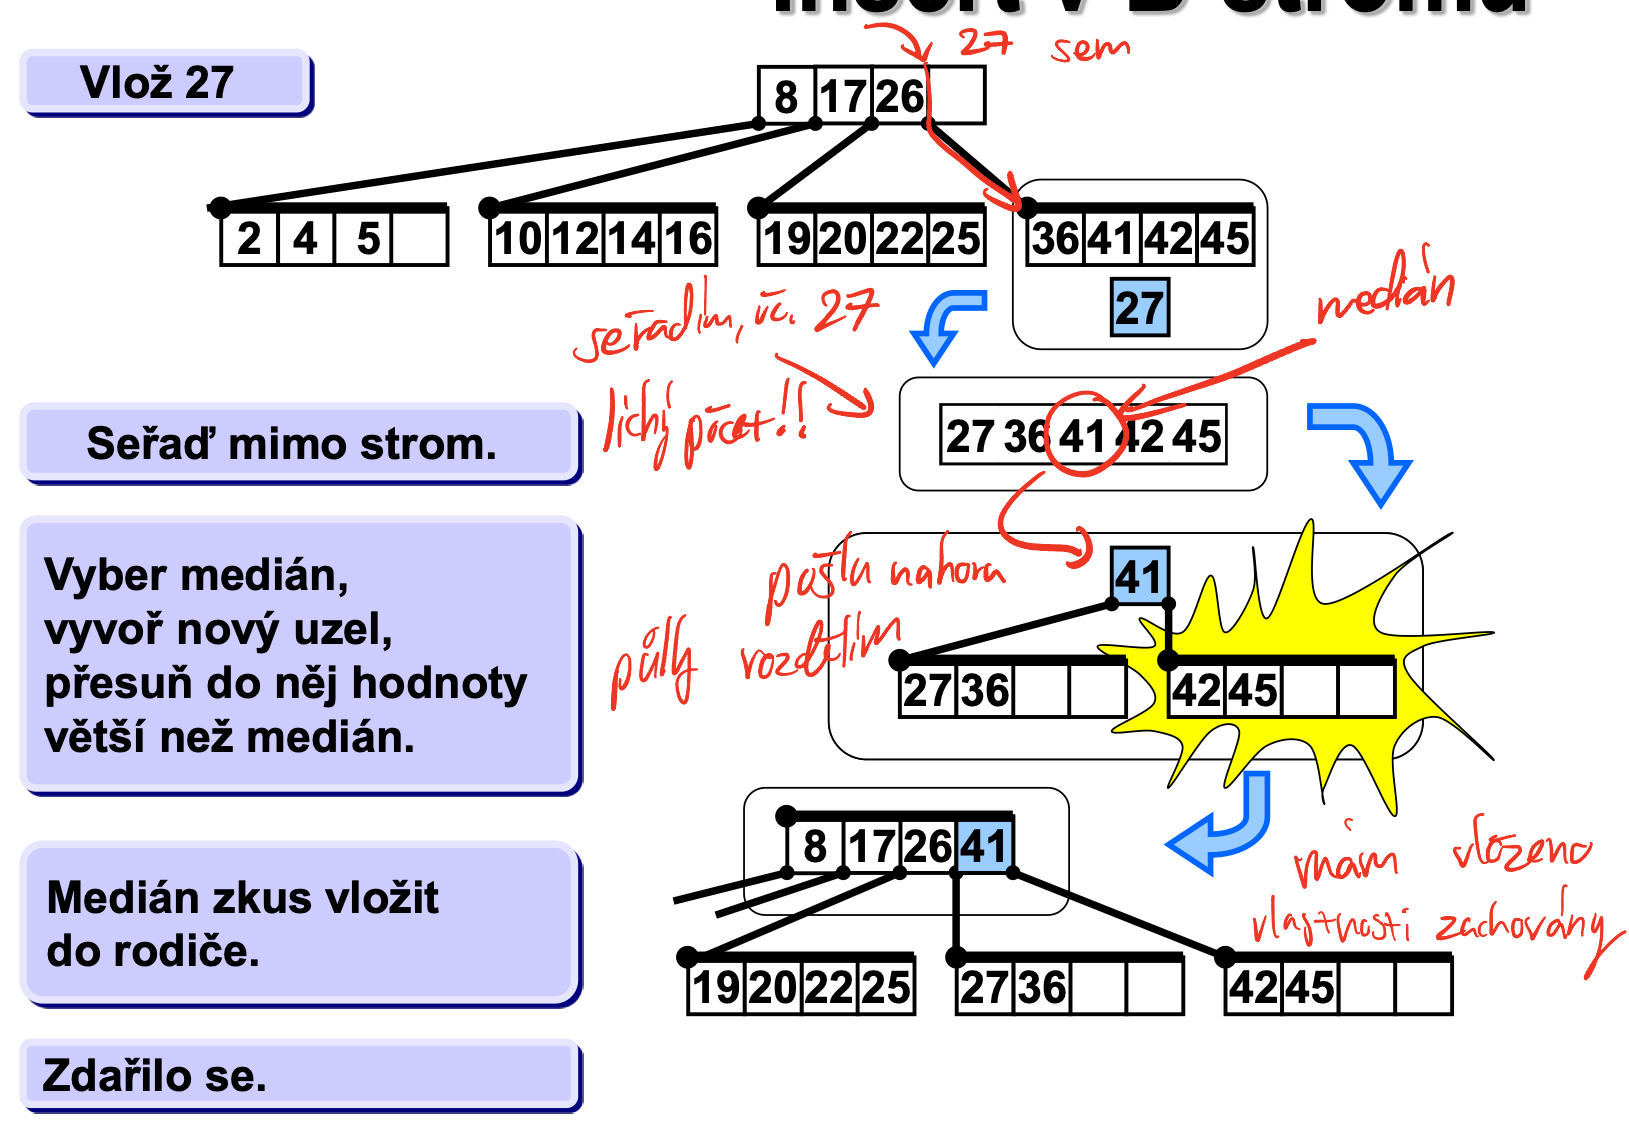 Insert v B-stromu
27 sem
Vlož 27
8 17 26
2 4 5
10 12 14 16
19 20 22 25
36 41 42 45
27
seřadím, vč. 27
medián
lichý počet!!
27 36 41 42 45
Seřaď mimo strom.
Vyber medián,
vyvoř nový uzel,
přesuň do něj hodnoty
větší než medián.
pošlu nahoru
41
půlky rozdělím
27 36
42 45
8 17 26 41
mám vloženo
vlastnosti zachovány
Medián zkus vložit
do rodiče.
19 20 22 25
27 36
42 45
Zdařilo se.